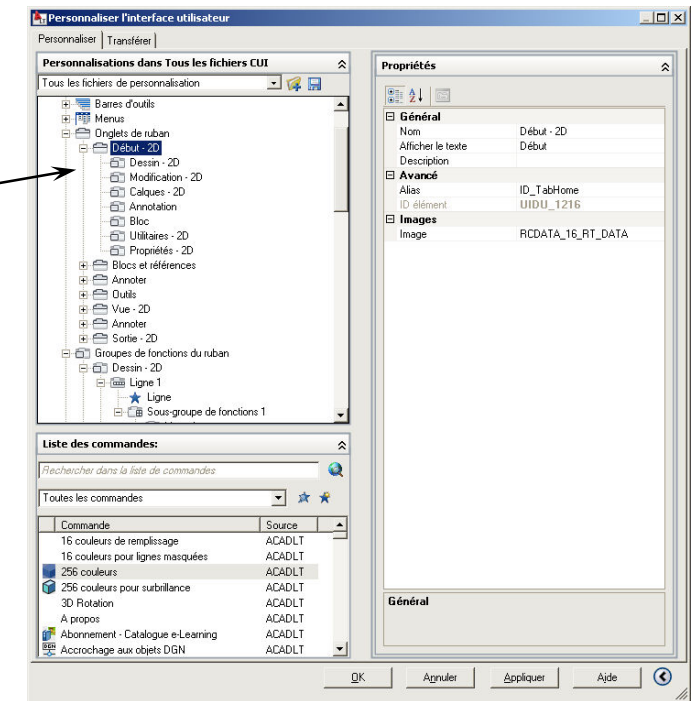 Personnaliser l'interface utilisateur
Personnaliser
Transférer
Personnalisations dans Tous les fichiers CUI
Tous les fichiers de personnalisation
Barres d'outils
Menus
Onglets de ruban
Début - 2D
Dessin - 2D
Modification - 2D
Calques - 2D
Annotation
Bloc
Utilitaires - 2D
Propriétés - 2D
Blocs et références
Annoter
Outils
Vue - 2D
Annoter
Sortie - 2D
Groupes de fonctions du ruban
Dessin - 2D
Ligne 1
Ligne
Sous-groupe de fonctions 1
Liste des commandes:
Rechercher dans la liste de commandes
Toutes les commandes
Commande Source
16 couleurs de remplissage ACADLT
16 couleurs pour lignes masquées ACADLT
256 couleurs ACADLT
256 couleurs pour subrillance ACADLT
3D Rotation ACADLT
A propos ACADLT
Abonnement - Catalogue e-Learning ACADLT
DGN Accrochage aux objets DGN ACADLT
Propriétés
Général
Nom Début - 2D
Afficher le texte Début
Description
Avancé
Alias ID_TabHome
ID élément UIDU_1216
Images
Image RCDATA_16_RT_DATA
Général
OK
Annuler
Appliquer
Aide